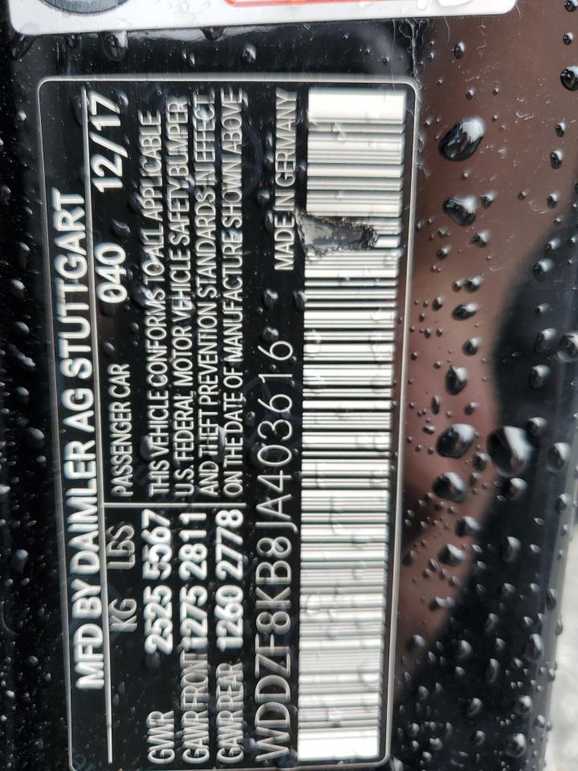 MFD BY DAIMLER AG STUTTGART
KG LBS PASSENGER CAR 040 12/17
GWR 2525 5567
GAWR FRONT 1275 2811
GAWR REAR 1260 2778
THIS VEHICLE CONFORMS TO ALL APPLICABLE
U.S. FEDERAL MOTOR VEHICLE SAFETY BUMPER
AND THEFT PREVENTION STANDARDS IN EFFECT
ON THE DATE OF MANUFACTURE SHOWN ABOVE
WDDZF8KB8JA403616 MADE IN GERMANY